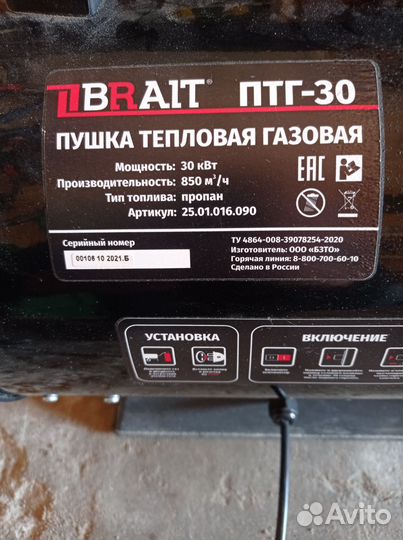 BRAIT® ПТГ-30
ПУШКА ТЕПЛОВАЯ ГАЗОВАЯ
Мощность: 30 кВт
Производительность: 850 м³/ч
Тип топлива: пропан
Артикул: 25.01.016.090
EAC
Серийный номер
00106 10 2021.Б
ТУ 4864-008-39078254-2020
Изготовитель: ООО «БЗТО»
Горячая линия: 8-800-700-60-10
Сделано в России
УСТАНОВКА
ВКЛЮЧЕНИЕ
Avito